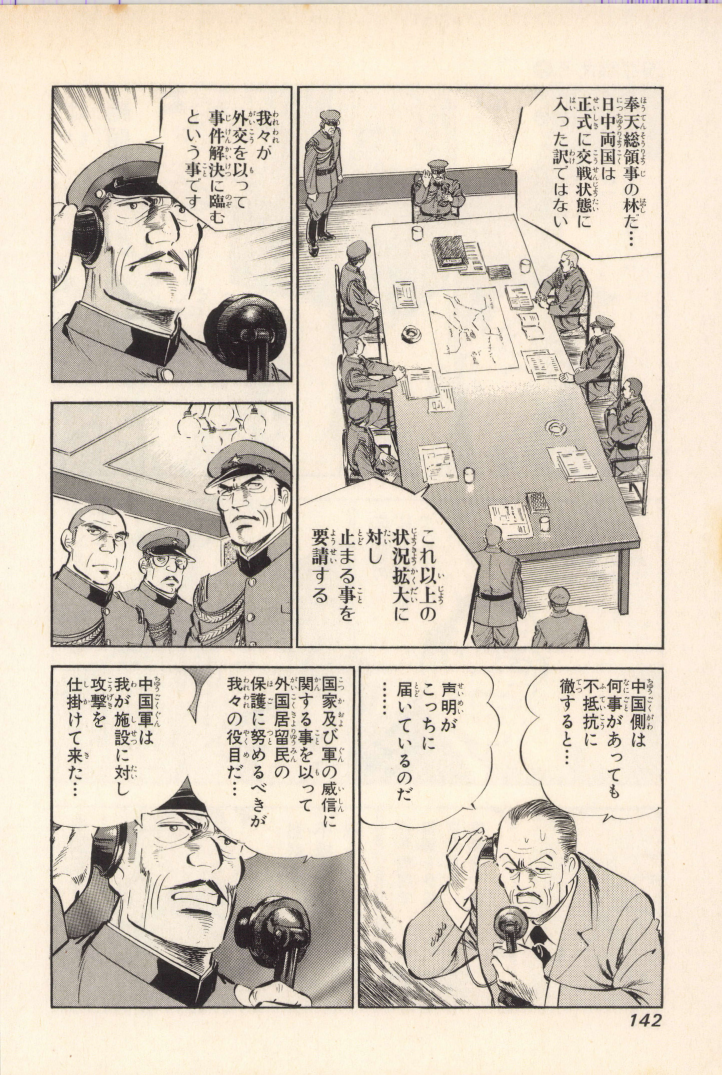 奉天総領事の林だ…
日中両国は
正式に交戦状態に
入った訳ではない
これ以上の
状況拡大に
対し
止まる事を
要請する
我々が
外交を以って
事件解決に臨む
という事です
中国側は
何事があっても
不抵抗に
徹すると…
声明が
こっちに
届いているのだ
……
国家及び軍の威信に
関する事を以って
外国居留民の
保護に努めるべきが
我々の役目だ…
中国軍は
我が施設に対し
攻撃を
仕掛けて来た…
142